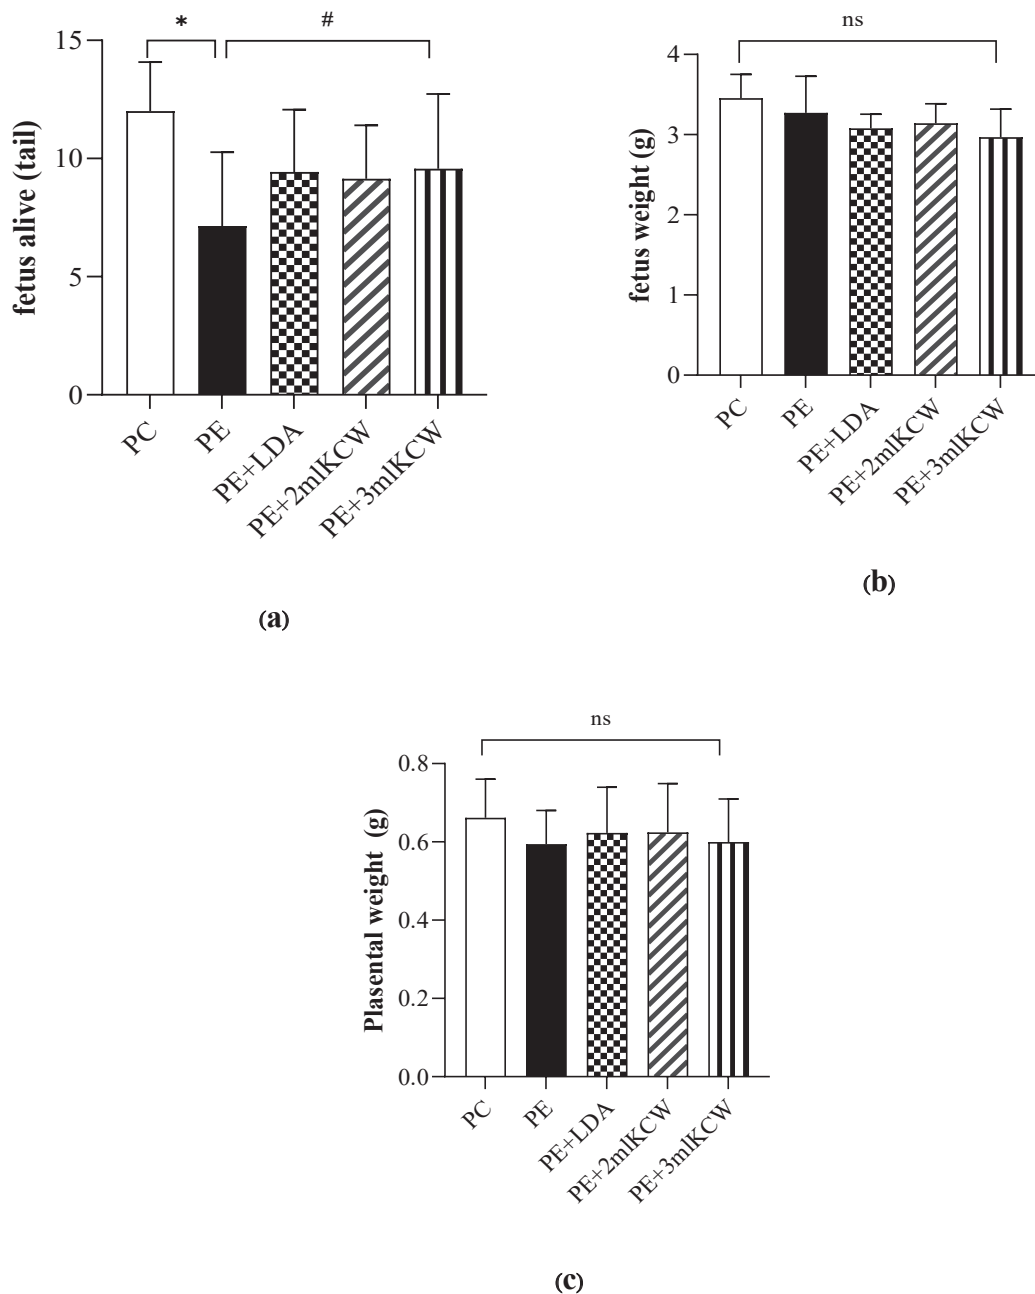 * #
15
10
5
0
fetus alive (tail)
PC PE PE+LDA PE+2mlKCW PE+3mlKCW
(a)
ns
4
3
2
1
0
fetus weight (g)
PC PE PE+LDA PE+2mlKCW PE+3mlKCW
(b)
ns
0.8
0.6
0.4
0.2
0.0
Plasental weight (g)
PC PE PE+LDA PE+2mlKCW PE+3mlKCW
(c)